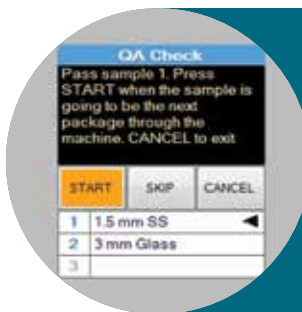 QA Check
Pass sample 1. Press
START when the sample is
going to be the next
package through the
machine. CANCEL to exit
START SKIP CANCEL
1 1.5 mm SS
2 3 mm Glass
3